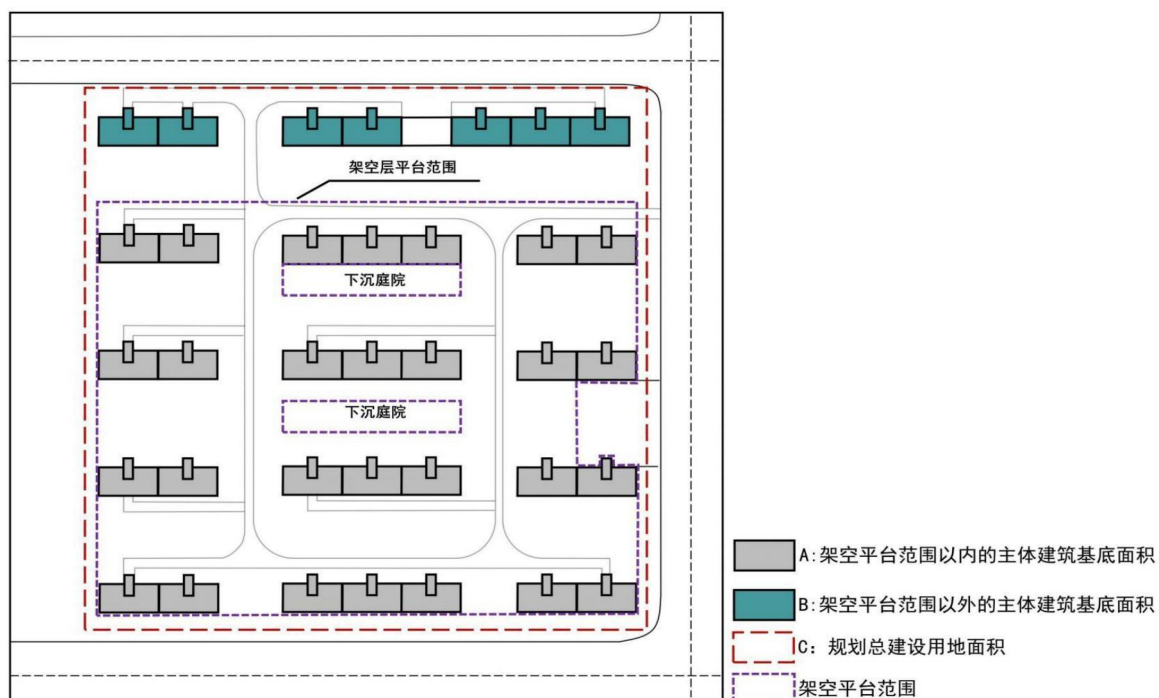 架空层平台范围
下沉庭院
下沉庭院
A:架空平台范围以内的主体建筑基底面积
B:架空平台范围以外的主体建筑基底面积
C：规划总建设用地面积
架空平台范围